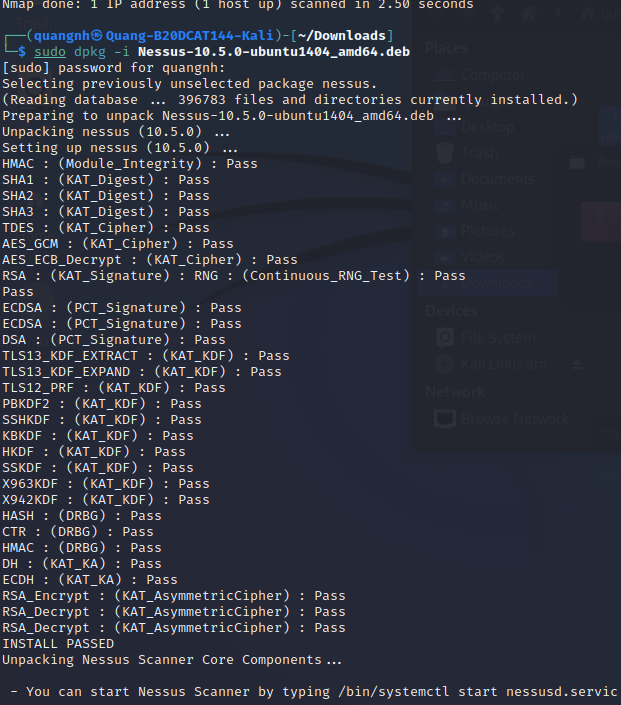 Nmap done: 1 IP address (1 host up) scanned in 2.50 seconds
┌──(quangnh㉿Quang-B20DCAT144-Kali)-[~/Downloads]
└─$ sudo dpkg -i Nessus-10.5.0-ubuntu1404_amd64.deb
[sudo] password for quangnh:
Selecting previously unselected package nessus.
(Reading database ... 396783 files and directories currently installed.)
Preparing to unpack Nessus-10.5.0-ubuntu1404_amd64.deb ...
Unpacking nessus (10.5.0) ...
Setting up nessus (10.5.0) ...
HMAC : (Module_Integrity) : Pass
SHA1 : (KAT_Digest) : Pass
SHA2 : (KAT_Digest) : Pass
SHA3 : (KAT_Digest) : Pass
TDES : (KAT_Cipher) : Pass
AES_GCM : (KAT_Cipher) : Pass
AES_ECB_Decrypt : (KAT_Cipher) : Pass
RSA : (KAT_Signature) : RNG : (Continuous_RNG_Test) : Pass
Pass
ECDSA : (PCT_Signature) : Pass
ECDSA : (PCT_Signature) : Pass
DSA : (PCT_Signature) : Pass
TLS13_KDF_EXTRACT : (KAT_KDF) : Pass
TLS13_KDF_EXPAND : (KAT_KDF) : Pass
TLS12_PRF : (KAT_KDF) : Pass
PBKDF2 : (KAT_KDF) : Pass
SSHKDF : (KAT_KDF) : Pass
KBKDF : (KAT_KDF) : Pass
HKDF : (KAT_KDF) : Pass
SSKDF : (KAT_KDF) : Pass
X963KDF : (KAT_KDF) : Pass
X942KDF : (KAT_KDF) : Pass
HASH : (DRBG) : Pass
CTR : (DRBG) : Pass
HMAC : (DRBG) : Pass
DH : (KAT_KA) : Pass
ECDH : (KAT_KA) : Pass
RSA_Encrypt : (KAT_AsymmetricCipher) : Pass
RSA_Decrypt : (KAT_AsymmetricCipher) : Pass
RSA_Decrypt : (KAT_AsymmetricCipher) : Pass
INSTALL PASSED
Unpacking Nessus Scanner Core Components...
- You can start Nessus Scanner by typing /bin/systemctl start nessusd.servic
Places
Computer
Desktop
Trash
Documents
Music
Pictures
Videos
Downloads
Devices
File System
Kali Linux am...
Network
Browse Network